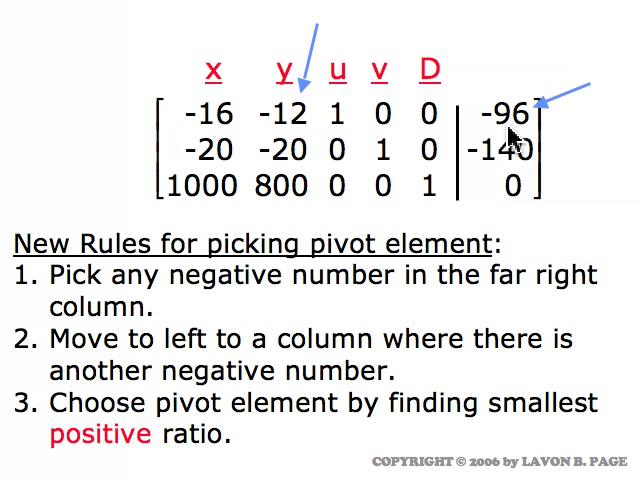 x y u v D
-16 -12 1 0 0 -96
-20 -20 0 1 0 -140
1000 800 0 0 1 0
New Rules for picking pivot element:
1. Pick any negative number in the far right
column.
2. Move to left to a column where there is
another negative number.
3. Choose pivot element by finding smallest
positive ratio.
COPYRIGHT © 2006 by LAVON B. PAGE